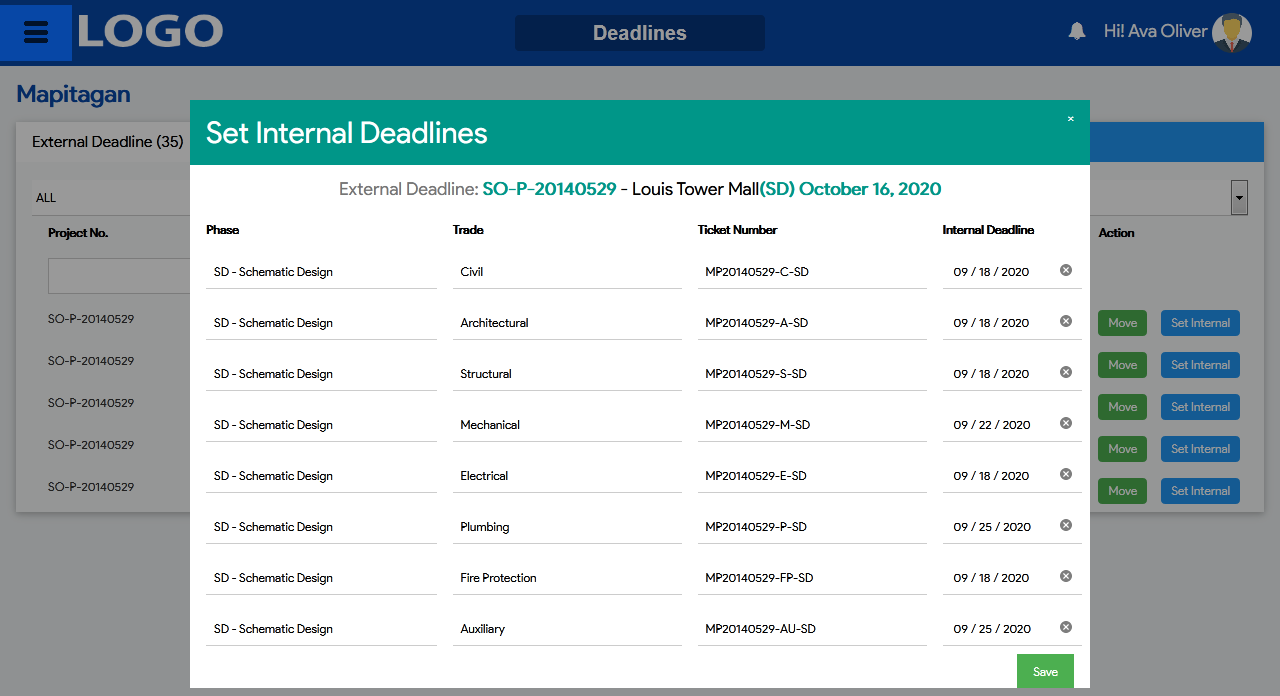 LOGO
Deadlines
Hi! Ava Oliver
Mapitagan
External Deadline (35)
Set Internal Deadlines
×
External Deadline: SO-P-20140529 - Louis Tower Mall(SD) October 16, 2020
ALL
Project No.
Action
Phase Trade Ticket Number Internal Deadline
SD - Schematic Design Civil MP20140529-C-SD 09 / 18 / 2020
SD - Schematic Design Architectural MP20140529-A-SD 09 / 18 / 2020
SD - Schematic Design Structural MP20140529-S-SD 09 / 18 / 2020
SD - Schematic Design Mechanical MP20140529-M-SD 09 / 22 / 2020
SD - Schematic Design Electrical MP20140529-E-SD 09 / 18 / 2020
SD - Schematic Design Plumbing MP20140529-P-SD 09 / 25 / 2020
SD - Schematic Design Fire Protection MP20140529-FP-SD 09 / 18 / 2020
SD - Schematic Design Auxiliary MP20140529-AU-SD 09 / 25 / 2020
Save
SO-P-20140529 Move Set Internal
SO-P-20140529 Move Set Internal
SO-P-20140529 Move Set Internal
SO-P-20140529 Move Set Internal
SO-P-20140529 Move Set Internal